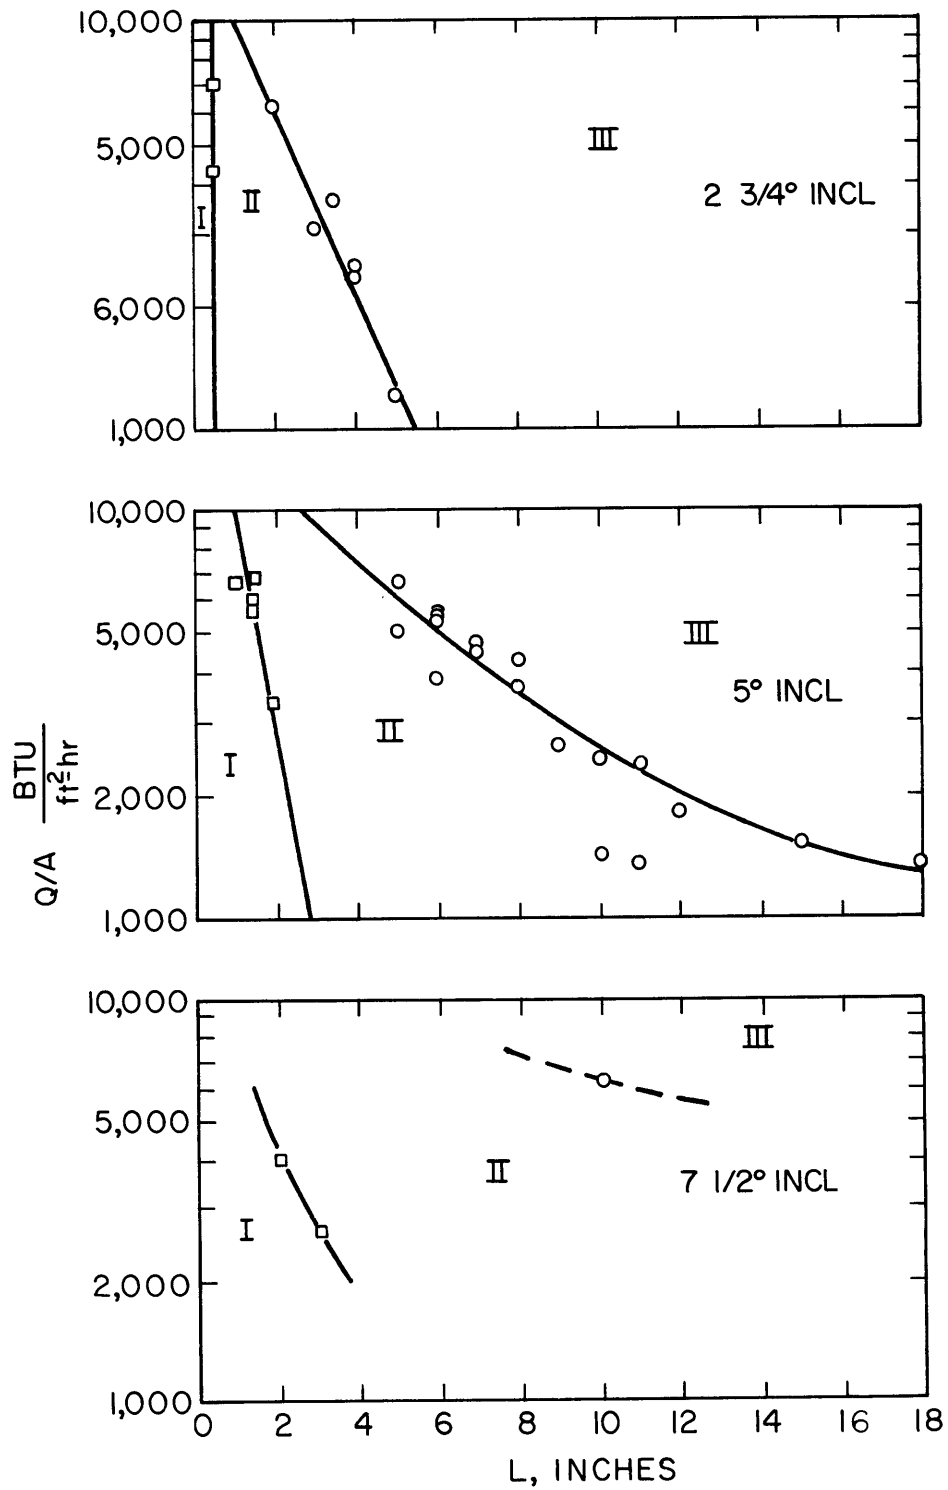 10,000
5,000
6,000
1,000
I
II
III
2 3/4° INCL
10,000
5,000
2,000
1,000
I
II
III
5° INCL
Q/A BTU/ft²hr
10,000
5,000
2,000
1,000
I
II
III
7 1/2° INCL
0 2 4 6 8 10 12 14 16 18
L, INCHES